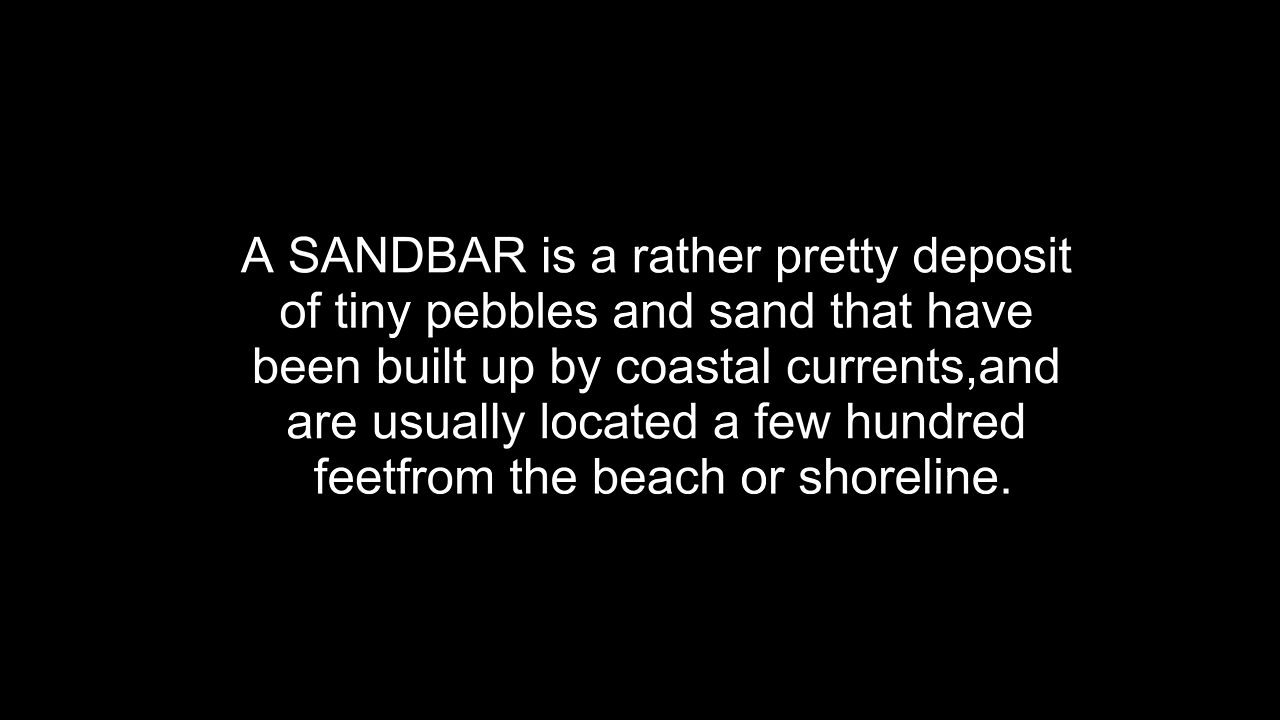 A SANDBAR is a rather pretty deposit
of tiny pebbles and sand that have
been built up by coastal currents,and
are usually located a few hundred
feetfrom the beach or shoreline.